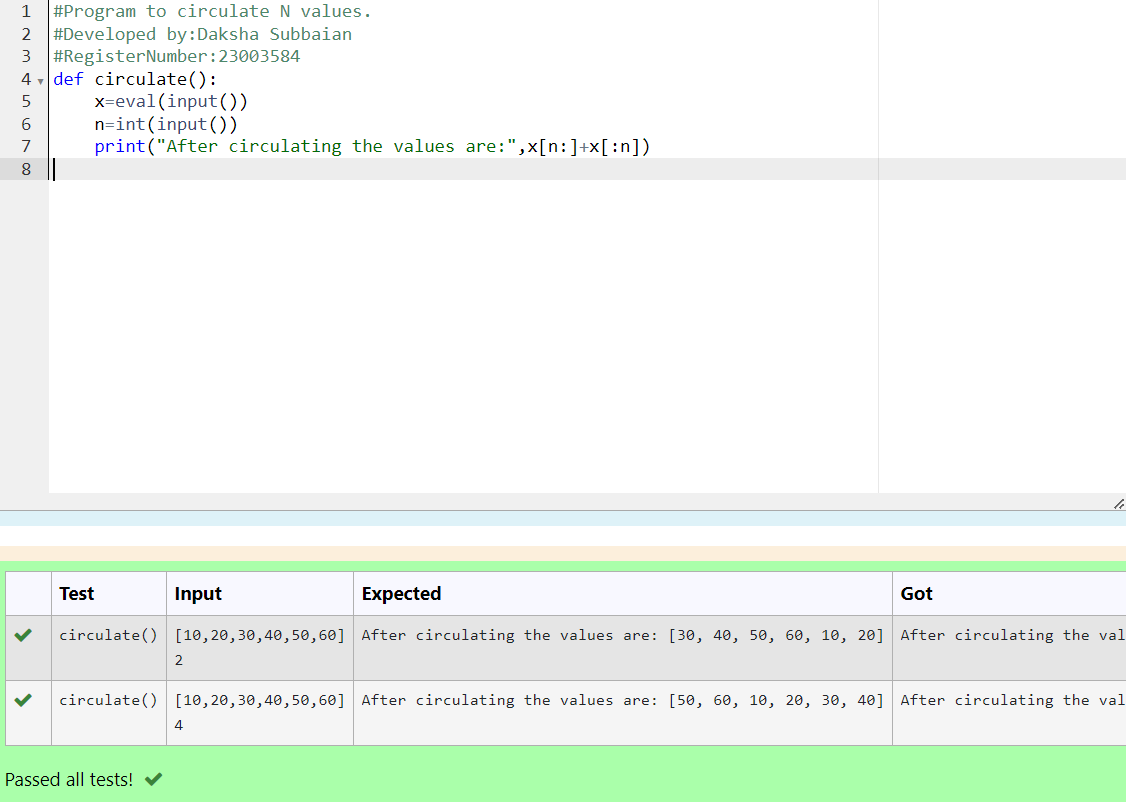 1 #Program to circulate N values.
2 #Developed by:Daksha Subbaian
3 #RegisterNumber:23003584
4 def circulate():
5     x=eval(input())
6     n=int(input())
7     print("After circulating the values are:",x[n:]+x[:n])
8
Test Input Expected Got
circulate() [10,20,30,40,50,60] After circulating the values are: [30, 40, 50, 60, 10, 20] After circulating the val
2
circulate() [10,20,30,40,50,60] After circulating the values are: [50, 60, 10, 20, 30, 40] After circulating the val
4
Passed all tests!